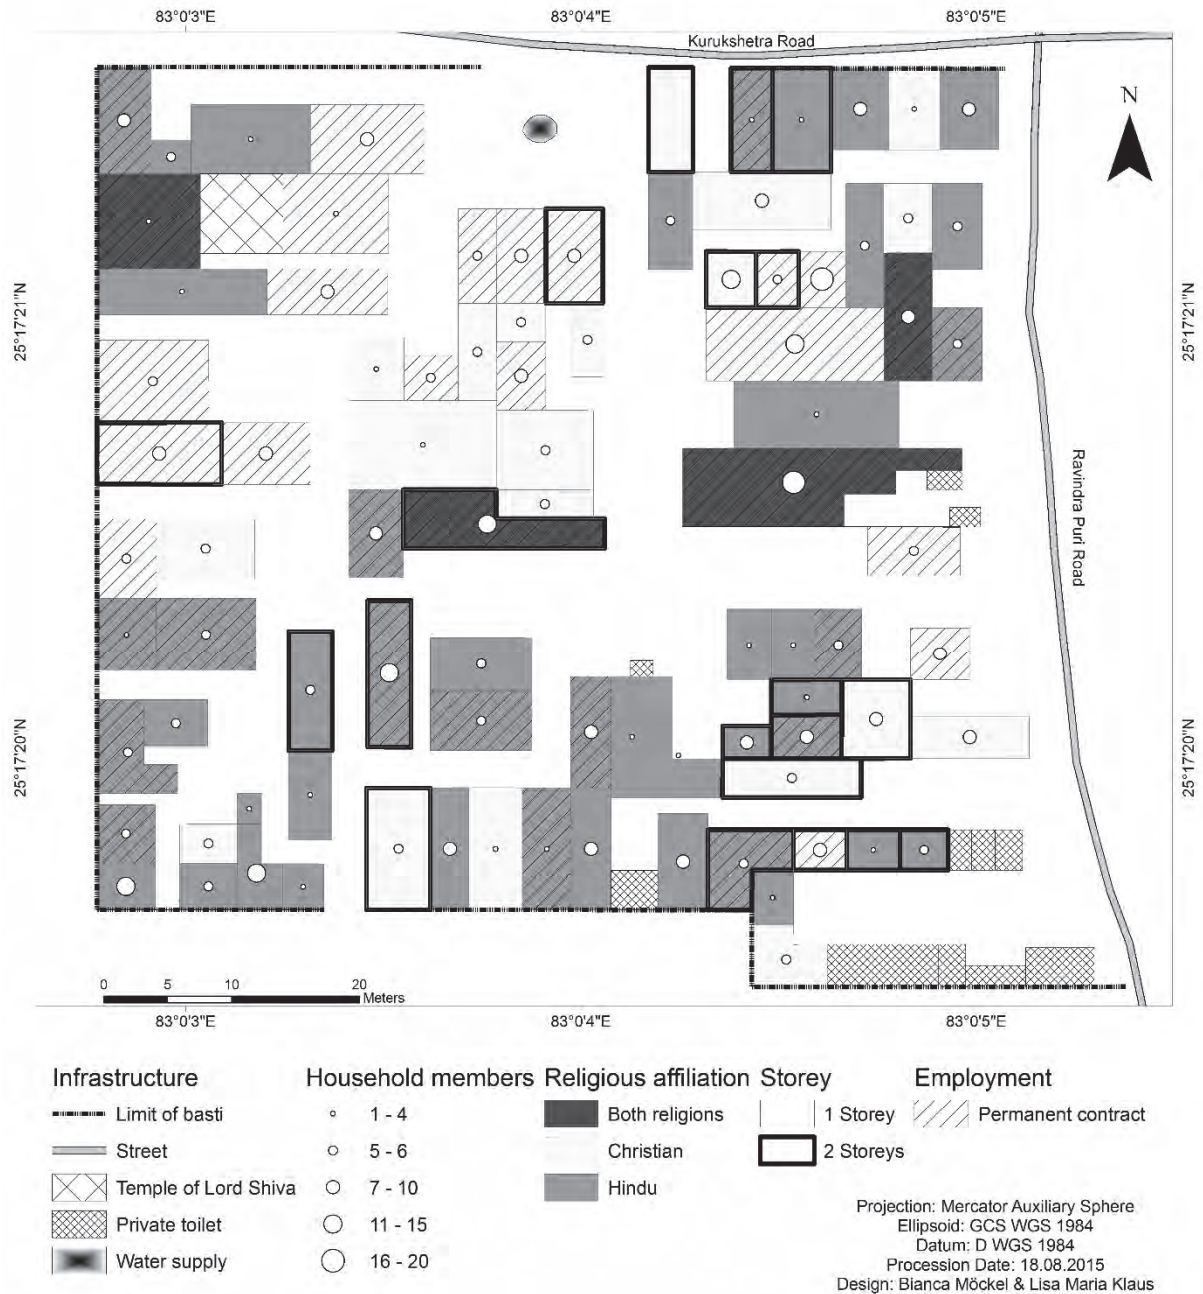 83°0'3"E
83°0'4"E
83°0'5"E
Kurukshetra Road
N
25°17'21"N
25°17'21"N
Ravindra Puri Road
25°17'20"N
25°17'20"N
0 5 10 20
Meters
83°0'3"E
83°0'4"E
83°0'5"E
Infrastructure
Limit of basti
Street
Temple of Lord Shiva
Private toilet
Water supply
Household members
1 - 4
5 - 6
7 - 10
11 - 15
16 - 20
Religious affiliation
Both religions
Christian
Hindu
Storey
1 Storey
2 Storeys
Employment
Permanent contract
Projection: Mercator Auxiliary Sphere
Ellipsoid: GCS WGS 1984
Datum: D WGS 1984
Procession Date: 18.08.2015
Design: Bianca Möckel & Lisa Maria Klaus